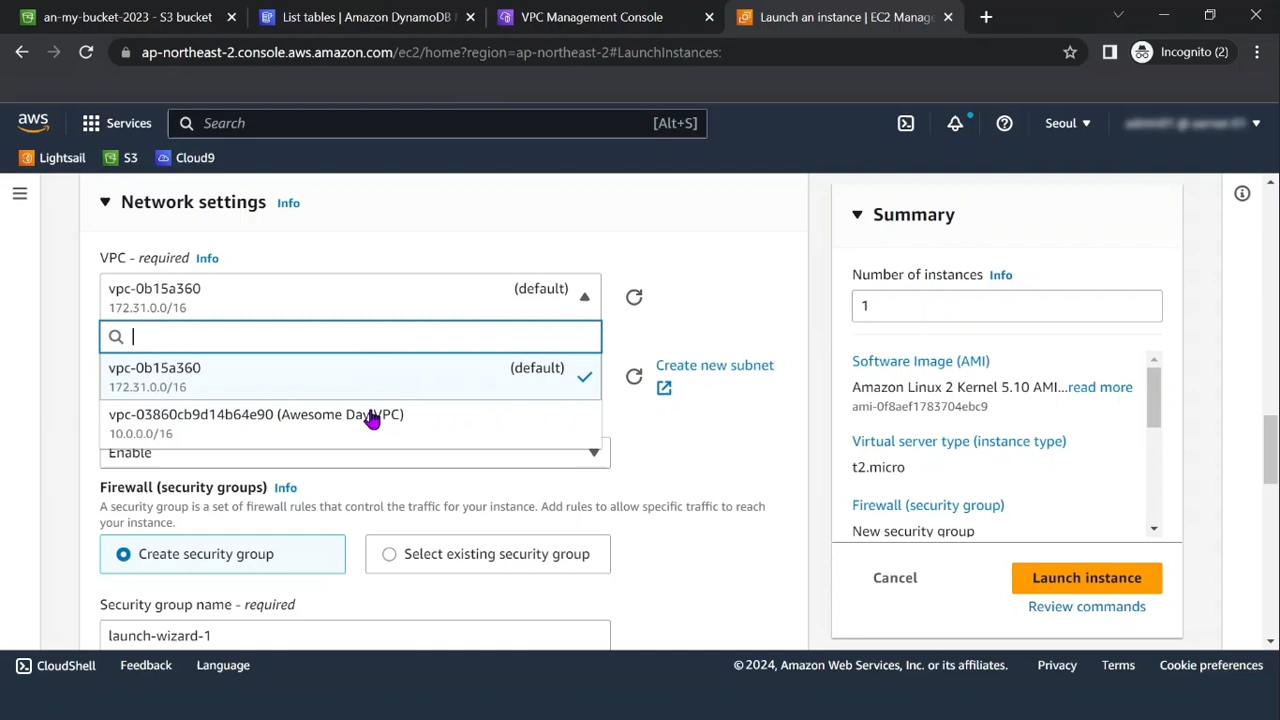 an-my-bucket-2023 - S3 bucket
List tables | Amazon DynamoDB
VPC Management Console
Launch an instance | EC2 Manage
ap-northeast-2.console.aws.amazon.com/ec2/home?region=ap-northeast-2#LaunchInstances:
Incognito (2)
aws
Services
Search
[Alt+S]
Seoul
Lightsail
S3
Cloud9
Network settings
Info
VPC - required
Info
vpc-0b15a360
(default)
172.31.0.0/16
vpc-0b15a360
(default)
172.31.0.0/16
vpc-03860cb9d14b64e90 (Awesome Day VPC)
10.0.0.0/16
Create new subnet
Enable
Firewall (security groups)
Info
A security group is a set of firewall rules that control the traffic for your instance. Add rules to allow specific traffic to reach
your instance.
Create security group
Select existing security group
Security group name - required
launch-wizard-1
Summary
Number of instances
Info
1
Software Image (AMI)
Amazon Linux 2 Kernel 5.10 AMI...read more
ami-0f8aef1783704ebc9
Virtual server type (instance type)
t2.micro
Firewall (security group)
New security group
Cancel
Launch instance
Review commands
CloudShell
Feedback
Language
© 2024, Amazon Web Services, Inc. or its affiliates.
Privacy
Terms
Cookie preferences